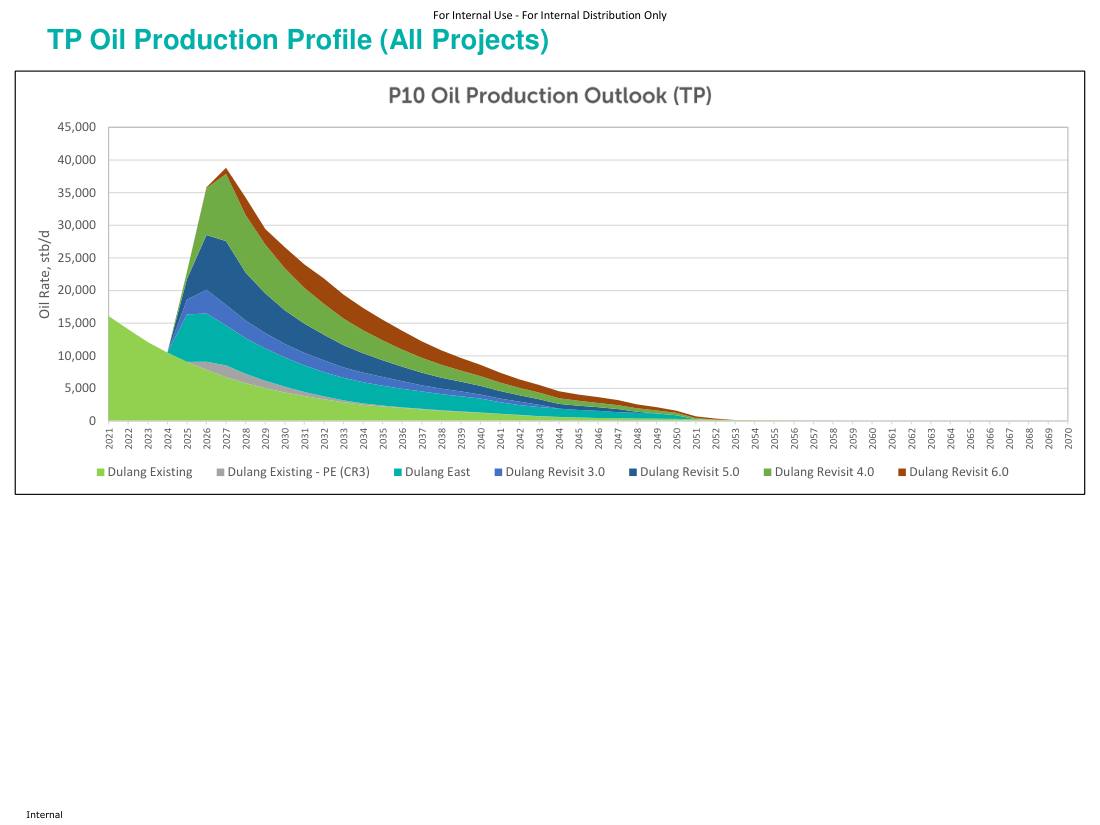 For Internal Use - For Internal Distribution Only
TP Oil Production Profile (All Projects)
P10 Oil Production Outlook (TP)
Oil Rate, stb/d
45,000
40,000
35,000
30,000
25,000
20,000
15,000
10,000
5,000
0
2021 2022 2023 2024 2025 2026 2027 2028 2029 2030 2031 2032 2033 2034 2035 2036 2037 2038 2039 2040 2041 2042 2043 2044 2045 2046 2047 2048 2049 2050 2051 2052 2053 2054 2055 2056 2057 2058 2059 2060 2061 2062 2063 2064 2065 2066 2067 2068 2069 2070
Dulang Existing Dulang Existing - PE (CR3) Dulang East Dulang Revisit 3.0 Dulang Revisit 5.0 Dulang Revisit 4.0 Dulang Revisit 6.0
Internal